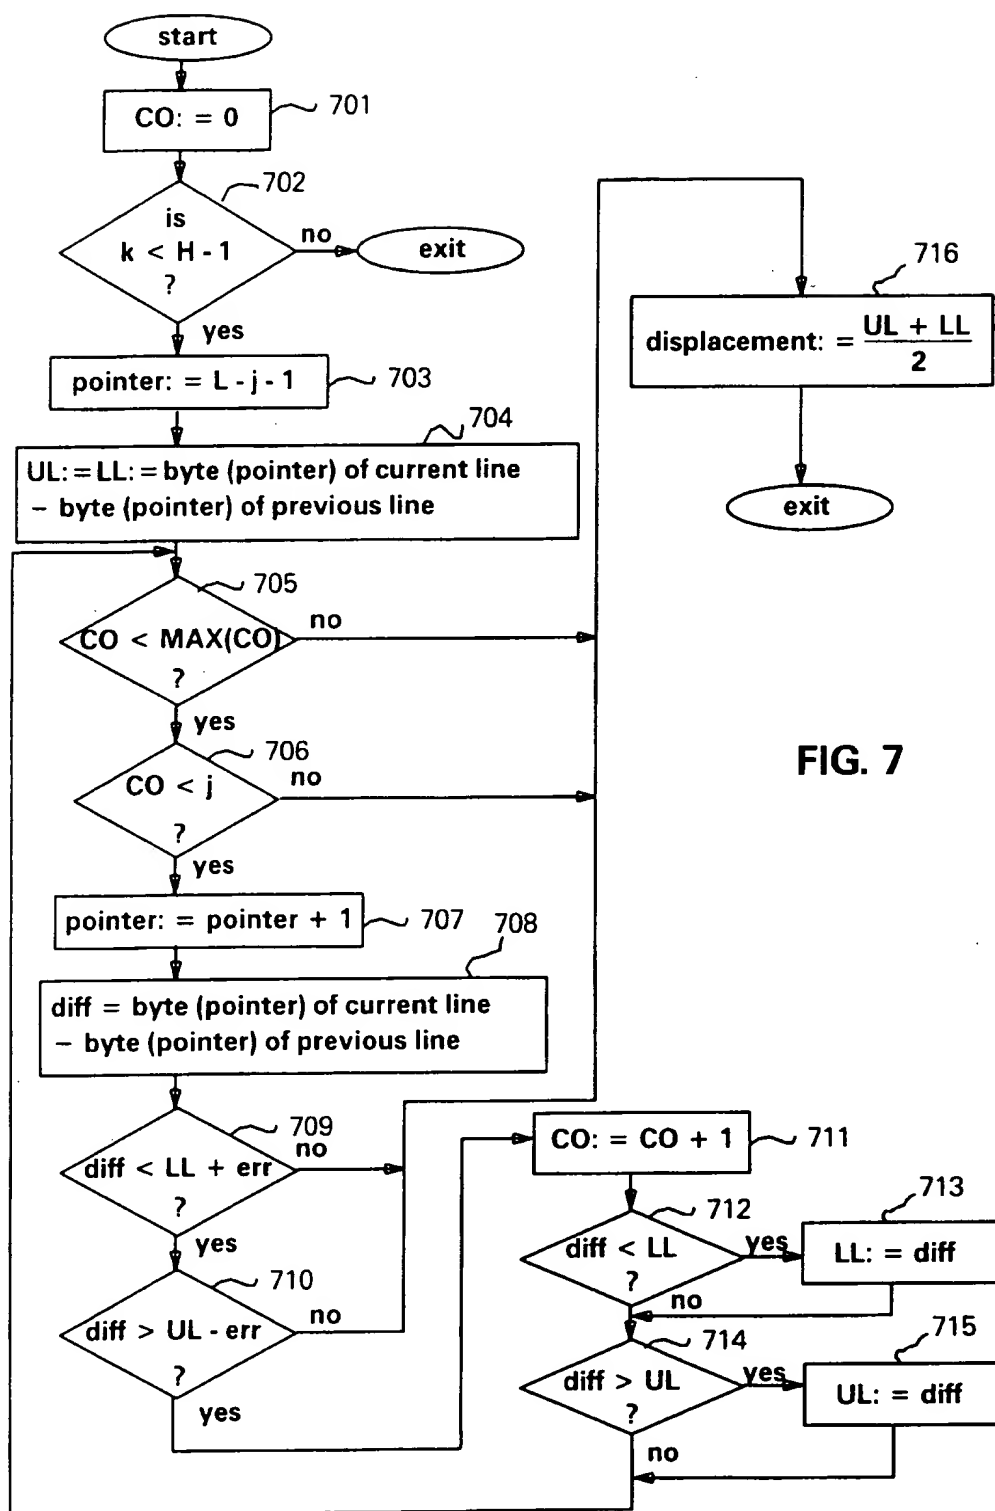 start
CO: = 0
701
702
is
k < H - 1
?
no
exit
yes
pointer: = L - j - 1
703
704
UL: = LL: = byte (pointer) of current line
– byte (pointer) of previous line
705
CO < MAX(CO)
?
no
yes
706
CO < j
?
no
yes
pointer: = pointer + 1
707
708
diff = byte (pointer) of current line
– byte (pointer) of previous line
709
diff < LL + err
?
no
yes
710
diff > UL - err
?
no
yes
CO: = CO + 1
711
712
diff < LL
?
yes
713
LL: = diff
no
714
diff > UL
?
yes
715
UL: = diff
no
716
displacement: = UL + LL
2
exit
FIG. 7